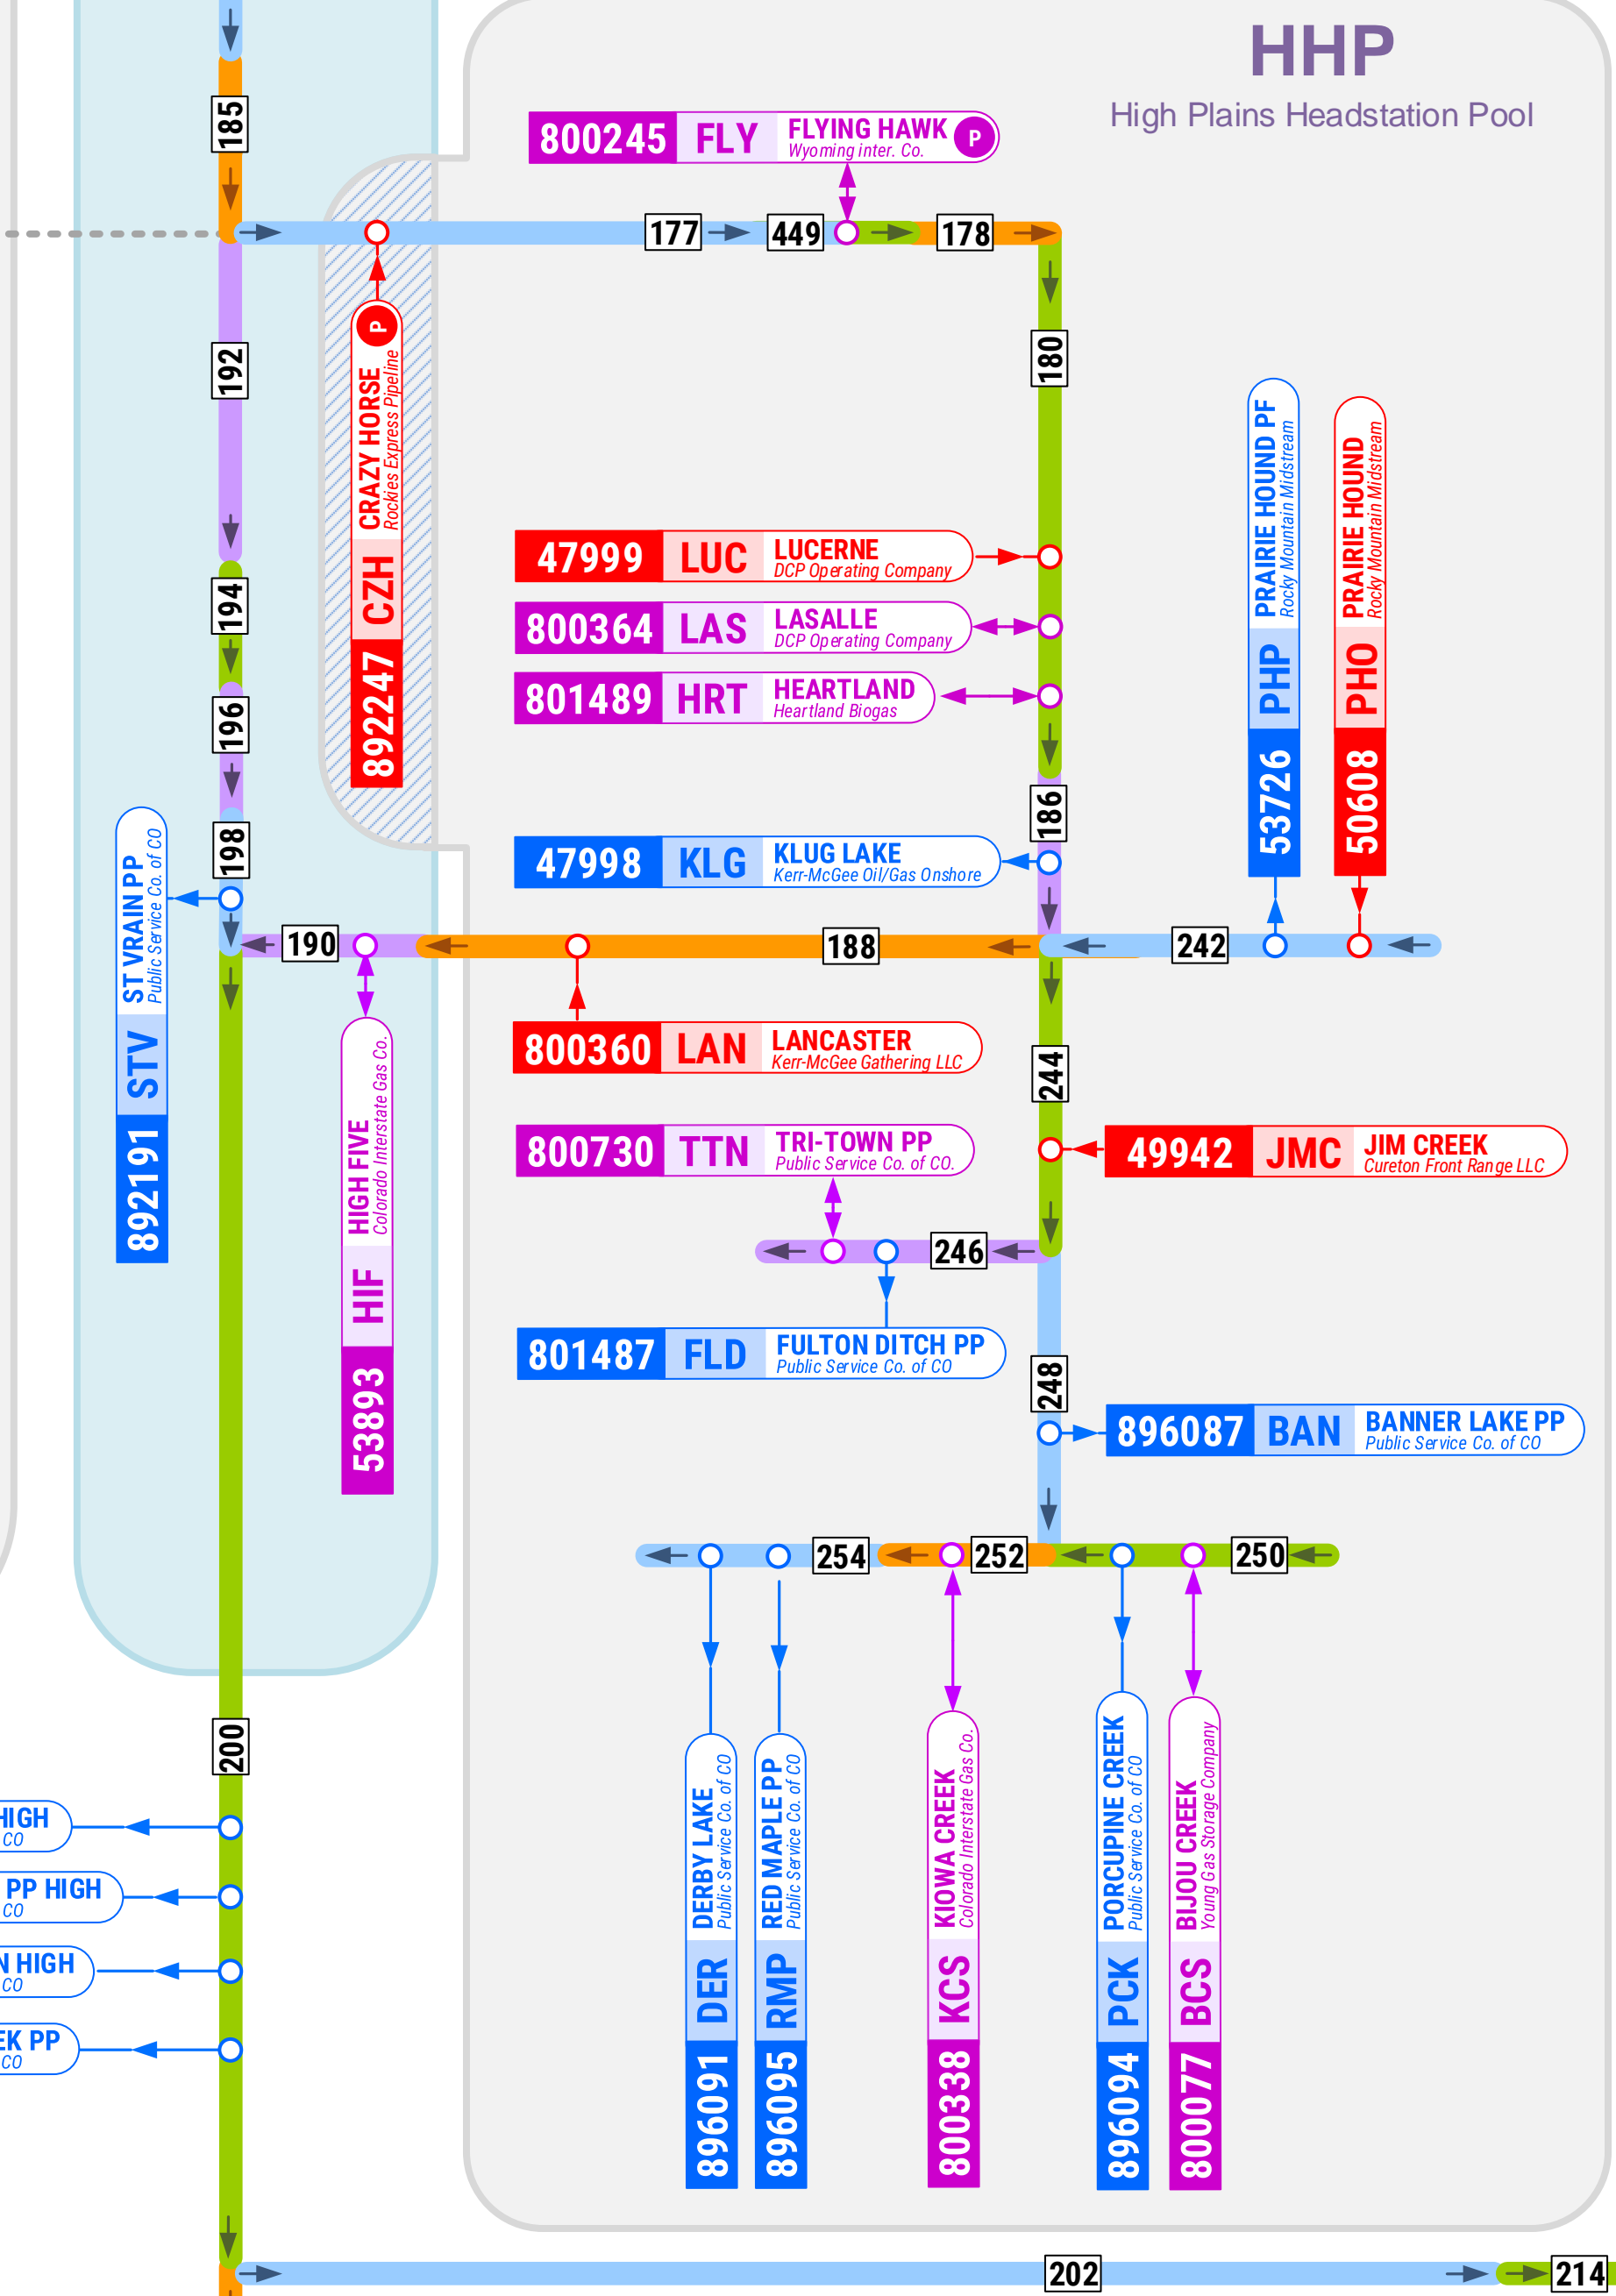 HHP
High Plains Headstation Pool
185
800245 FLY FLYING HAWK P
Wyoming inter. Co.
177
449
178
192
180
892247 CZH CRAZY HORSE P
Rockies Express Pipeline
53726 PHP PRAIRIE HOUND PF
Rocky Mountain Midstream
50608 PHO PRAIRIE HOUND
Rocky Mountain Midstream
47999 LUC LUCERNE
DCP Operating Company
194
800364 LAS LASALLE
DCP Operating Company
801489 HRT HEARTLAND
Heartland Biogas
196
186
198
47998 KLG KLUG LAKE
Kerr-McGee Oil/Gas Onshore
892191 STV ST VRAIN PP
Public Service Co. of CO
190
188
242
53893 HIF HIGH FIVE
Colorado Interstate Gas Co.
800360 LAN LANCASTER
Kerr-McGee Gathering LLC
244
800730 TTN TRI-TOWN PP
Public Service Co. of CO.
49942 JMC JIM CREEK
Cureton Front Range LLC
246
801487 FLD FULTON DITCH PP
Public Service Co. of CO
248
896087 BAN BANNER LAKE PP
Public Service Co. of CO
254
252
250
896091 DER DERBY LAKE
Public Service Co. of CO
896095 RMP RED MAPLE PP
Public Service Co. of CO
800338 KCS KIOWA CREEK
Colorado Interstate Gas Co.
896094 PCK PORCUPINE CREEK
Public Service Co. of CO
800077 BCS BIJOU CREEK
Young Gas Storage Company
200
HIGH
CO
PP HIGH
CO
N HIGH
CO
EK PP
CO
202
214